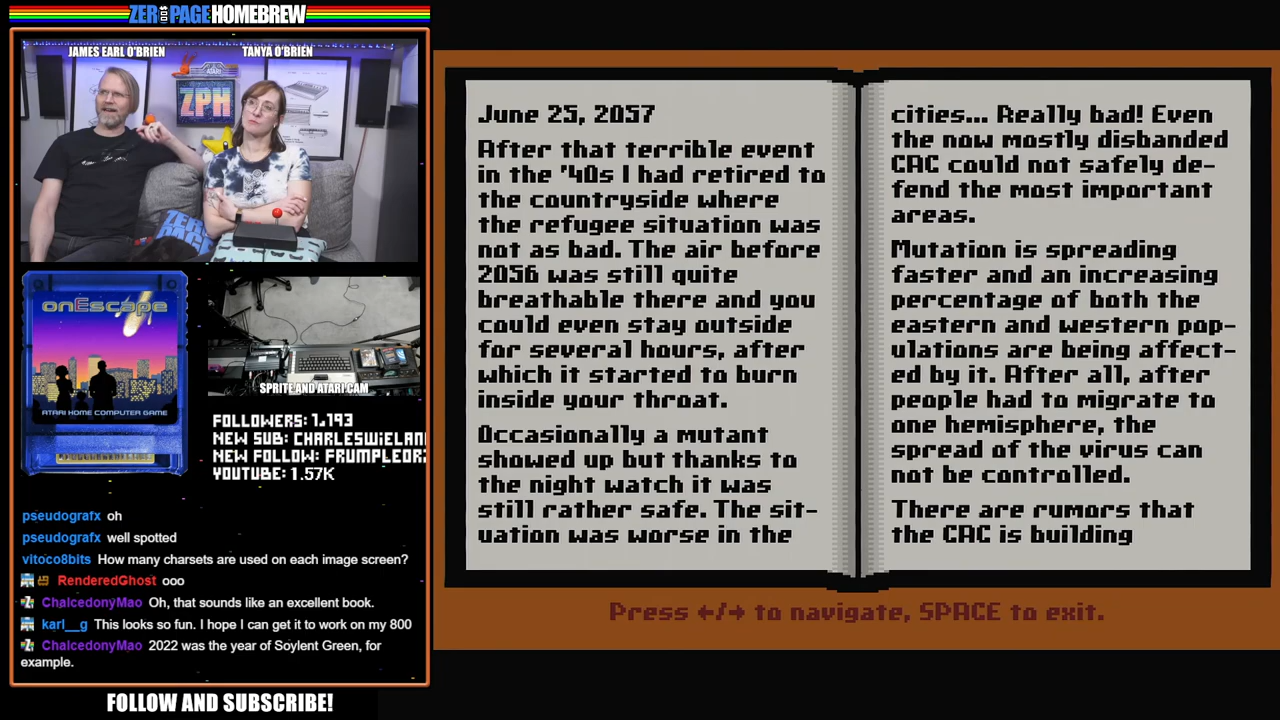 ZEROPAGE HOMEBREW
JAMES EARL O'BRIEN
TANYA O'BRIEN
ATARI
ZPH
ZERO
PAGE
onEscape
ATARI HOME COMPUTER GAME
SPRITE AND ATARI CAM
FOLLOWERS: 1,193
NEW SUB: CHARLESWIELAN
NEW FOLLOW: FRUMPLEOR
YOUTUBE: 1.57K
pseudografx oh
pseudografx well spotted
vitoco8bits How many charsets are used on each image screen?
RenderedGhost ooo
ChalcedonyMao Oh, that sounds like an excellent book.
karl__g This looks so fun. I hope I can get it to work on my 800
ChalcedonyMao 2022 was the year of Soylent Green, for
example.
FOLLOW AND SUBSCRIBE!
June 25, 2057
After that terrible event
in the '40s I had retired to
the countryside where
the refugee situation was
not as bad. The air before
2056 was still quite
breathable there and you
could even stay outside
for several hours, after
which it started to burn
inside your throat.
Occasionally a mutant
showed up but thanks to
the night watch it was
still rather safe. The sit-
uation was worse in the
cities... Really bad! Even
the now mostly disbanded
CAC could not safely de-
fend the most important
areas.
Mutation is spreading
faster and an increasing
percentage of both the
eastern and western pop-
ulations are being affect-
ed by it. After all, after
people had to migrate to
one hemisphere, the
spread of the virus can
not be controlled.
There are rumors that
the CAC is building
Press ←/→ to navigate, SPACE to exit.